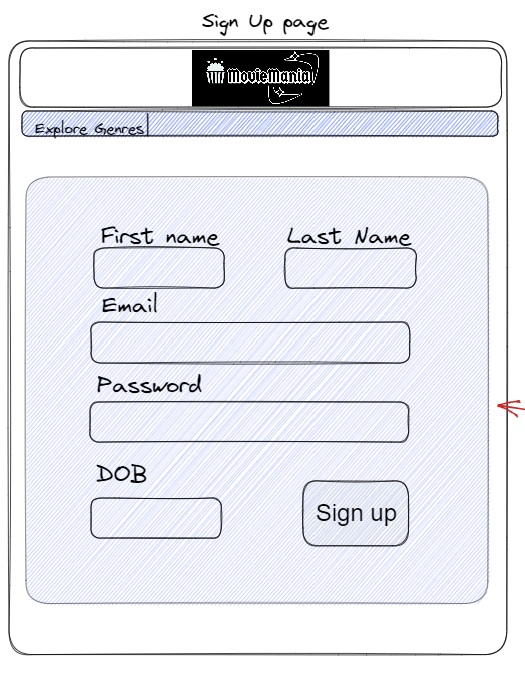 Sign Up page
MovieMania
Explore Genres
First name Last Name
Email
Password
DOB
Sign up